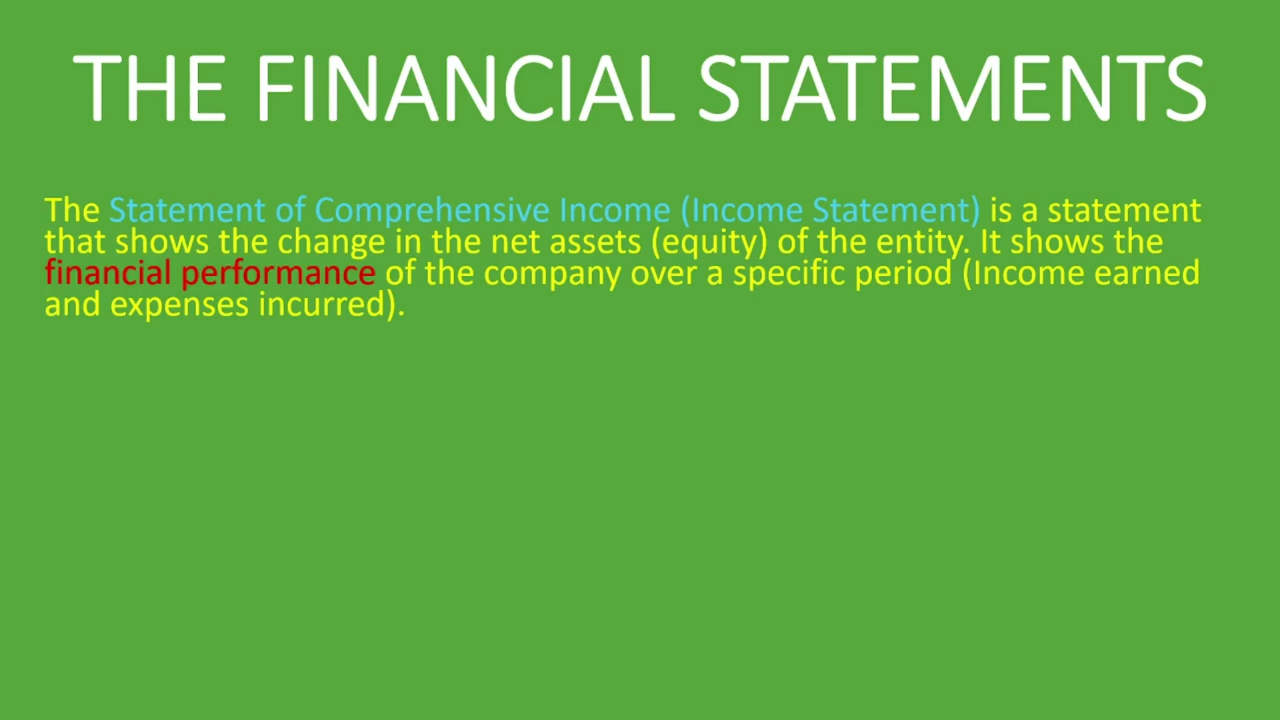 THE FINANCIAL STATEMENTS
The Statement of Comprehensive Income (Income Statement) is a statement
that shows the change in the net assets (equity) of the entity. It shows the
financial performance of the company over a specific period (Income earned
and expenses incurred).